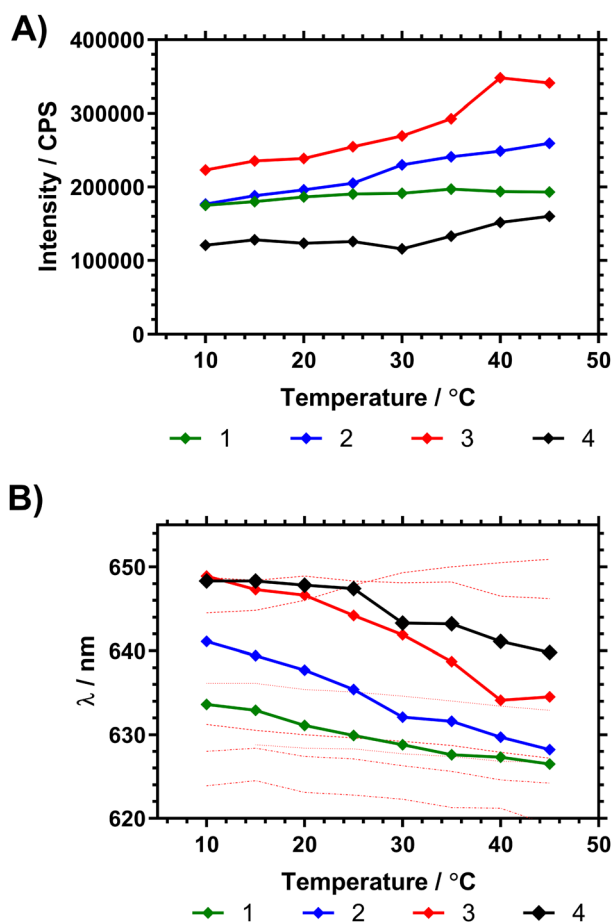 A)
400000
300000
200000
100000
0
Intensity / CPS
10 20 30 40 50
Temperature / °C
1 2 3 4
B)
650
640
630
620
λ / nm
10 20 30 40 50
Temperature / °C
1 2 3 4